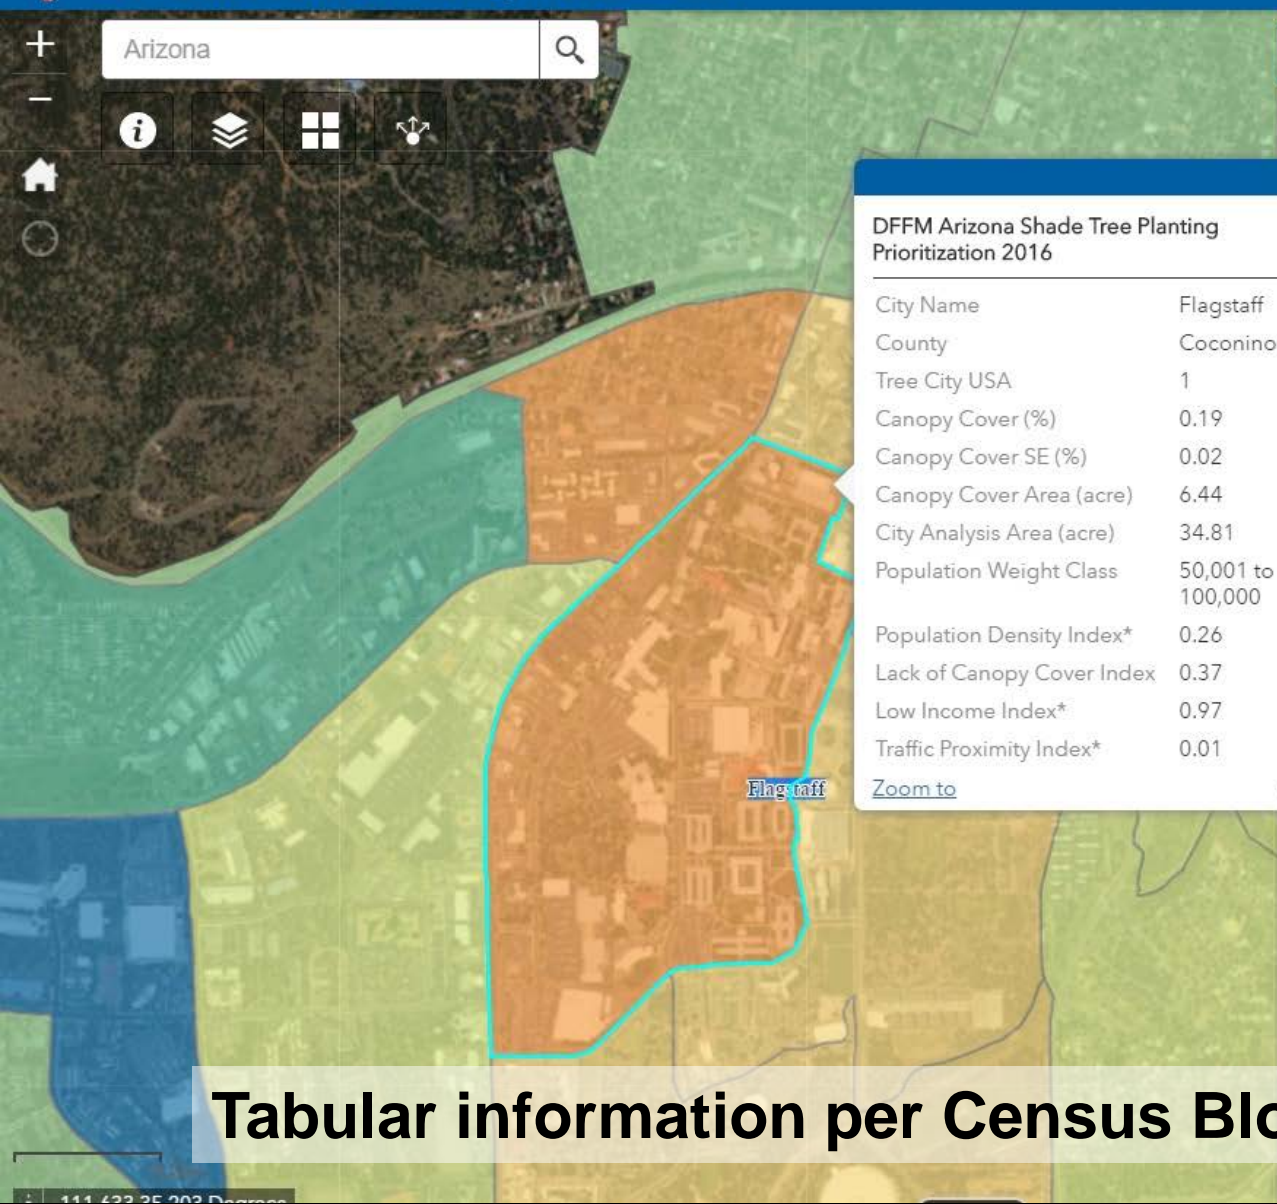 Arizona
DFFM Arizona Shade Tree Planting
Prioritization 2016
City Name Flagstaff
County Coconino
Tree City USA 1
Canopy Cover (%) 0.19
Canopy Cover SE (%) 0.02
Canopy Cover Area (acre) 6.44
City Analysis Area (acre) 34.81
Population Weight Class 50,001 to
100,000
Population Density Index* 0.26
Lack of Canopy Cover Index 0.37
Low Income Index* 0.97
Traffic Proximity Index* 0.01
Zoom to
Flagstaff
Tabular information per Census